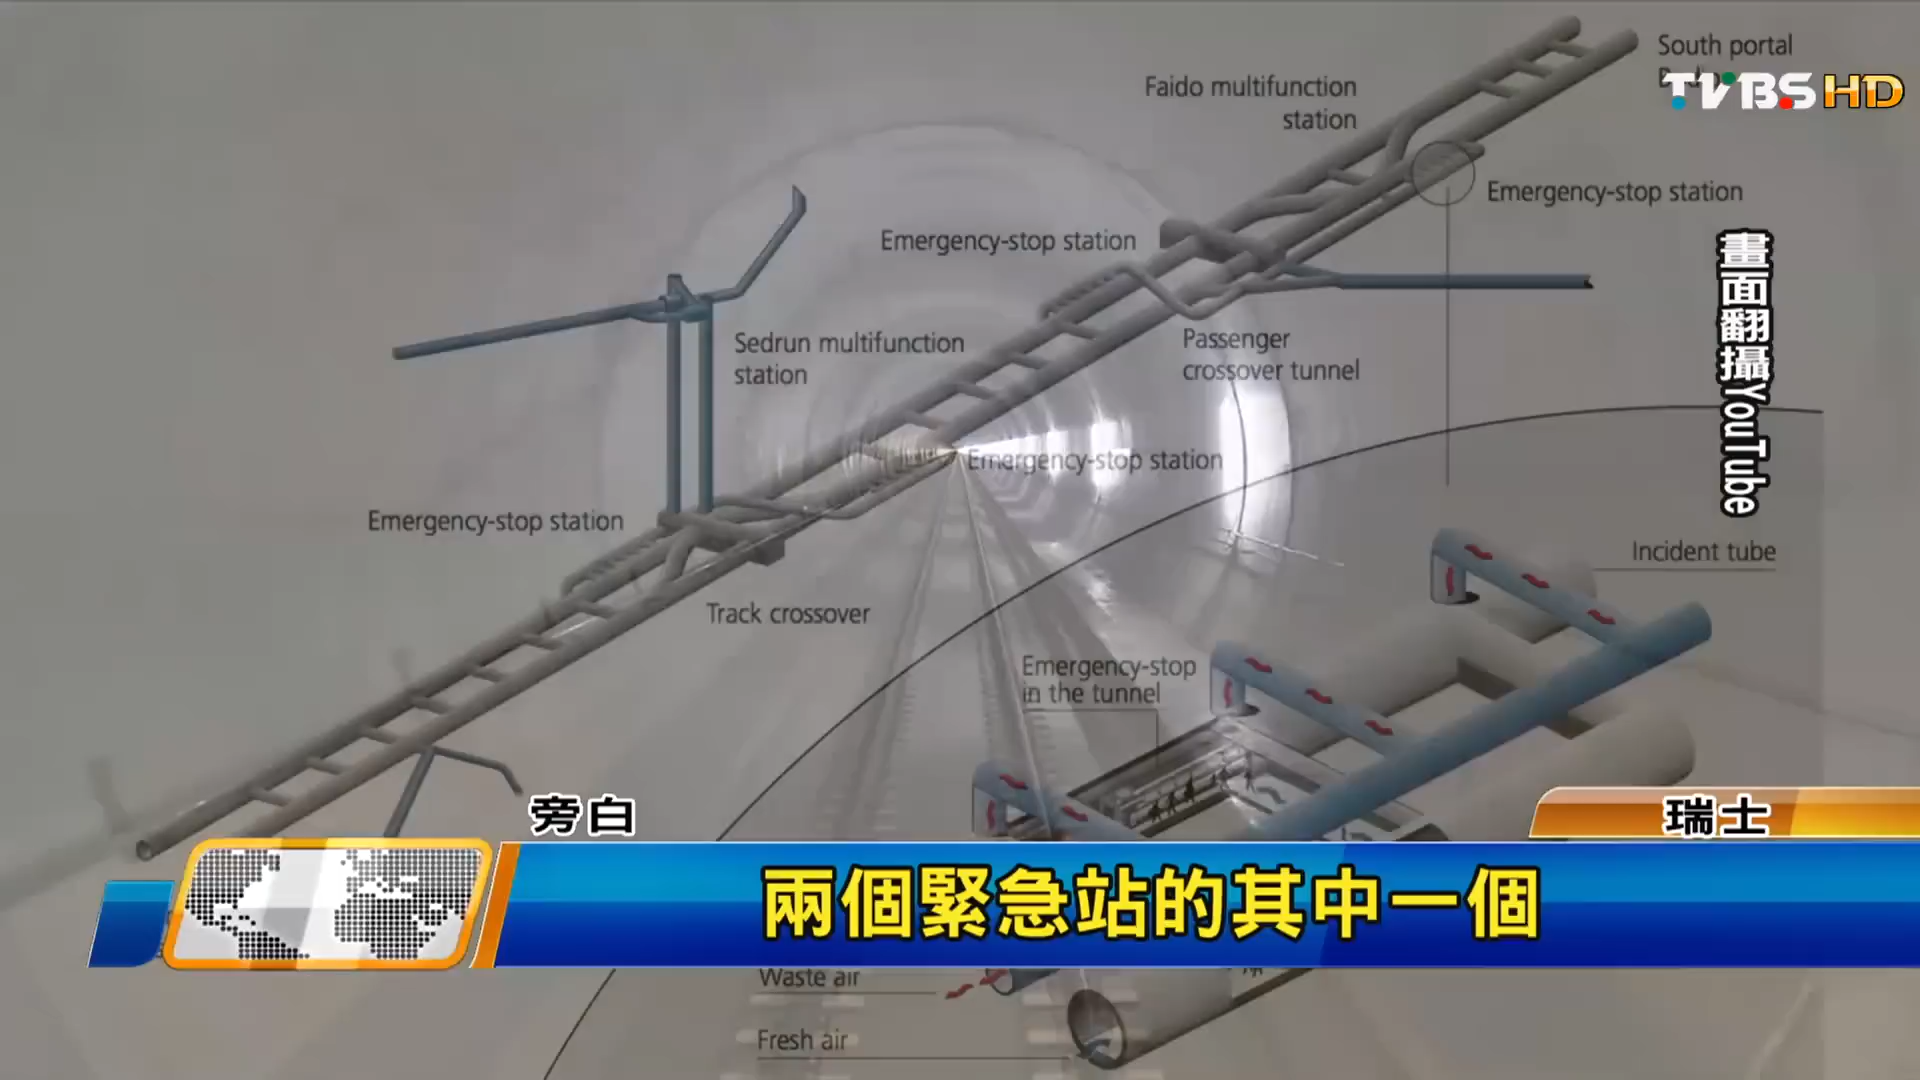 South portal
TVBS HD
Faido multifunction
station
Emergency-stop station
Emergency-stop station
畫面翻攝YouTube
Sedrun multifunction
station
Passenger
crossover tunnel
Emergency-stop station
Emergency-stop station
Incident tube
Track crossover
Emergency-stop
in the tunnel
旁白
瑞士
兩個緊急站的其中一個
Waste air
Fresh air